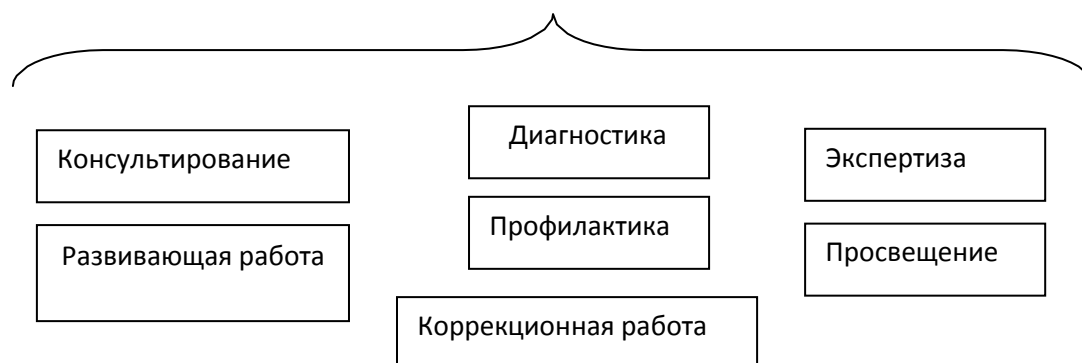 Консультирование
Диагностика
Экспертиза
Развивающая работа
Профилактика
Просвещение
Коррекционная работа